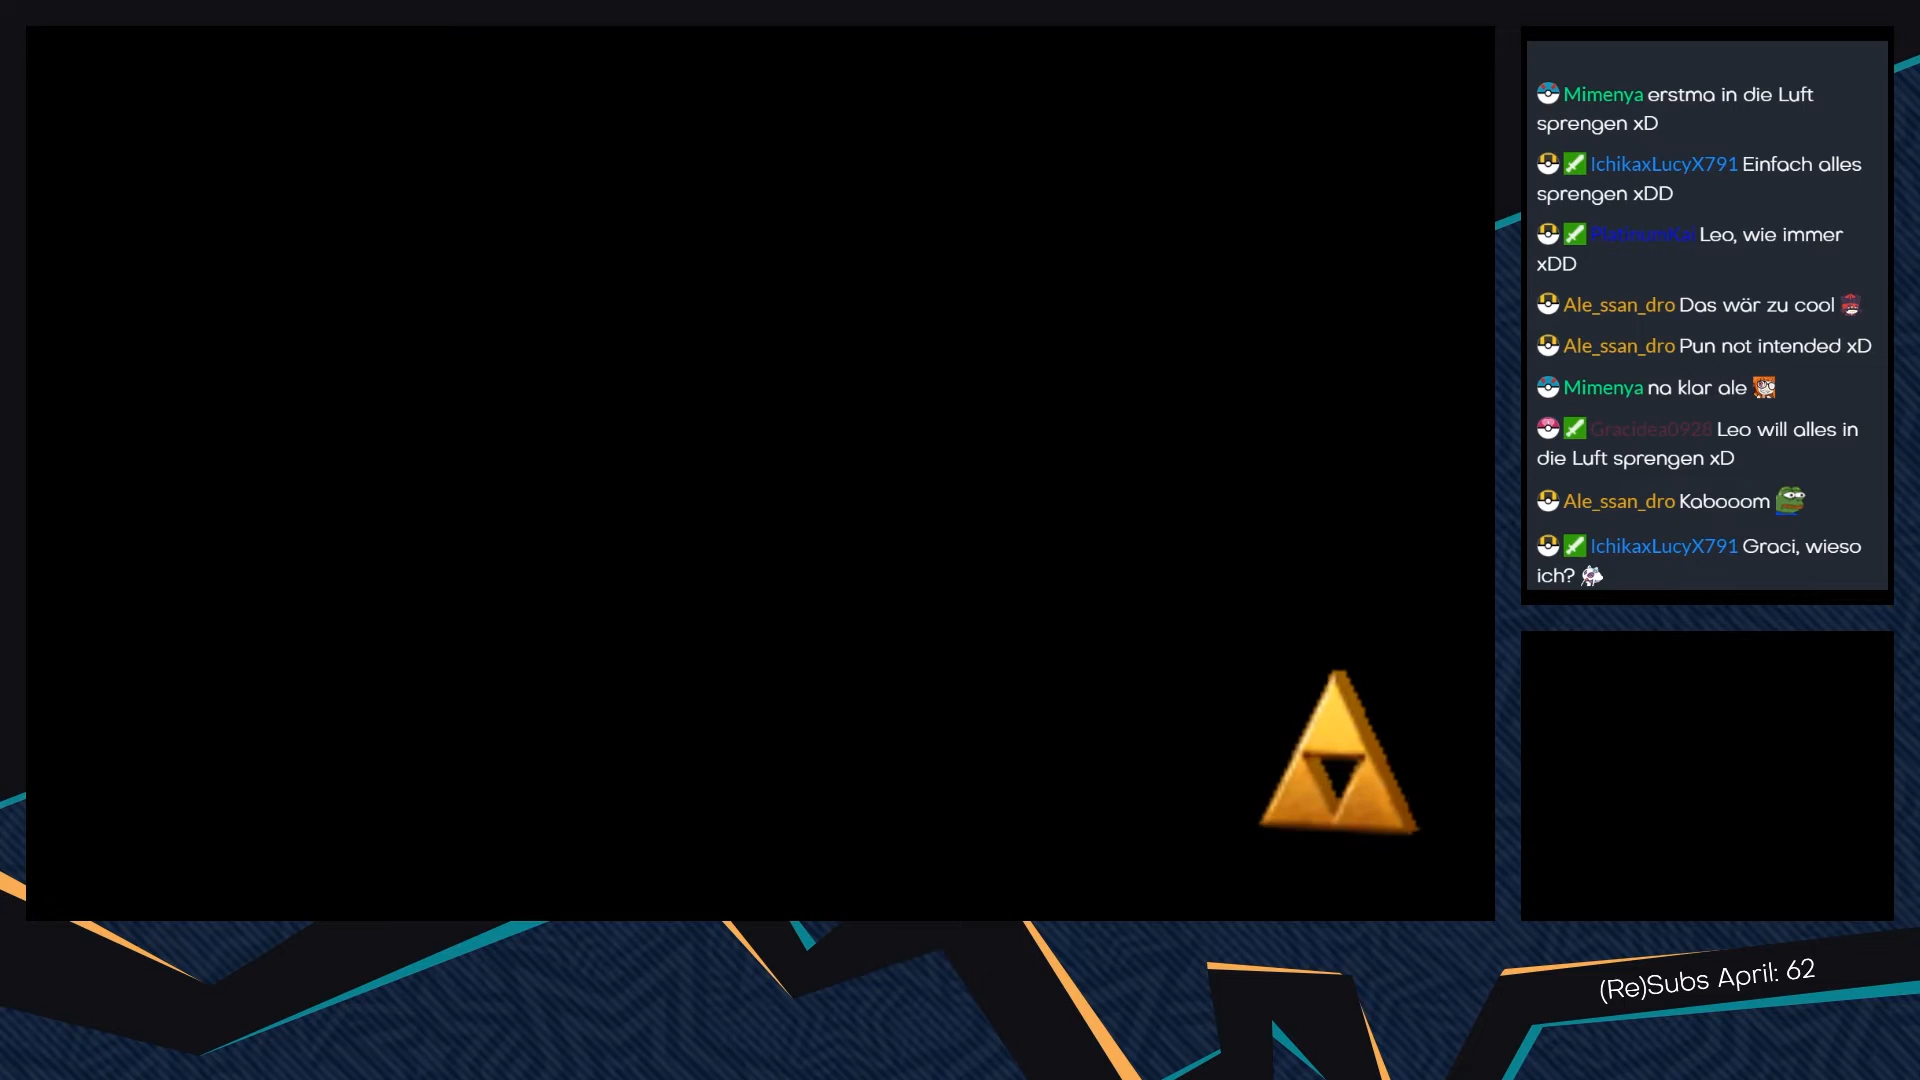 Mimenya erstma in die Luft
sprengen xD
IchikaxLucyX791 Einfach alles
sprengen xDD
PlatinumKai Leo, wie immer
xDD
Ale_ssan_dro Das wär zu cool
Ale_ssan_dro Pun not intended xD
Mimenya na klar ale
Gracidea0928 Leo will alles in
die Luft sprengen xD
Ale_ssan_dro Kabooom
IchikaxLucyX791 Graci, wieso
ich?
(Re)Subs April: 62